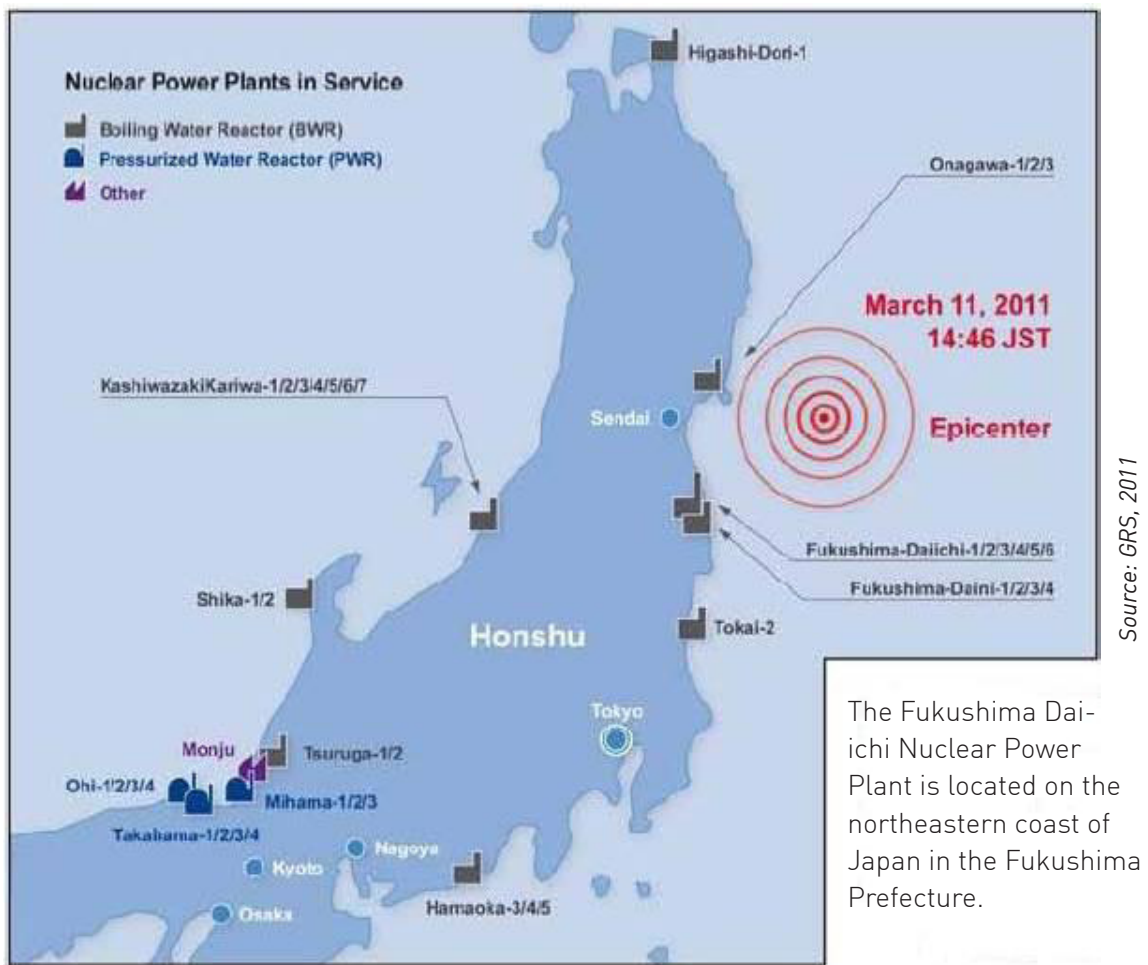 Nuclear Power Plants in Service
Boiling Water Reactor (BWR)
Pressurized Water Reactor (PWR)
Other
Higashi-Dori-1
Onagawa-1/2/3
March 11, 2011
14:46 JST
Epicenter
KashiwazakiKariwa-1/2/3/4/5/6/7
Sendai
Fukushima-Daiichi-1/2/3/4/5/6
Fukushima-Daini-1/2/3/4
Shika-1/2
Honshu
Tokai-2
Tokyo
Monju
Tsuruga-1/2
Ohi-1/2/3/4
Mihama-1/2/3
Takahama-1/2/3/4
Nagoya
Kyoto
Hamaoka-3/4/5
Osaka
Source: GRS, 2011
The Fukushima Dai-
ichi Nuclear Power
Plant is located on the
northeastern coast of
Japan in the Fukushima
Prefecture.